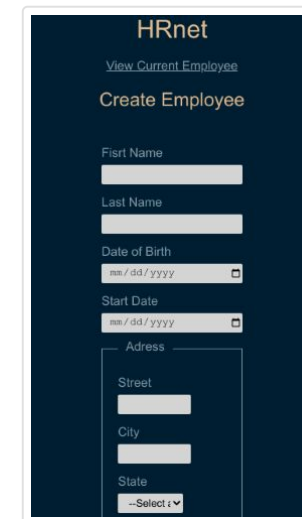 HRnet
View Current Employee
Create Employee
Fisrt Name
Last Name
Date of Birth
mm/dd/yyyy
Start Date
mm/dd/yyyy
Adress
Street
City
State
--Select a